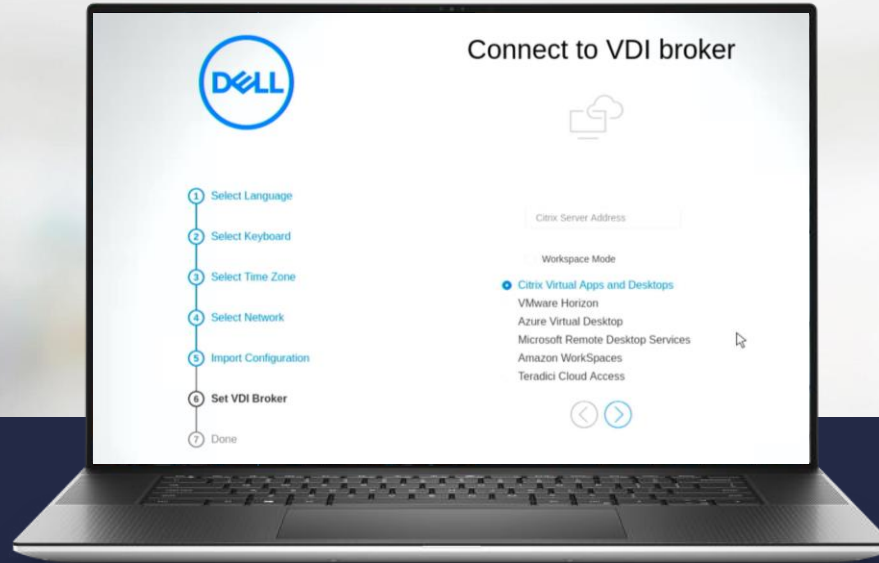 DELL
Connect to VDI broker
1 Select Language
2 Select Keyboard
3 Select Time Zone
4 Select Network
5 Import Configuration
6 Set VDI Broker
7 Done
Citrix Server Address
Workspace Mode
Citrix Virtual Apps and Desktops
VMware Horizon
Azure Virtual Desktop
Microsoft Remote Desktop Services
Amazon WorkSpaces
Teradici Cloud Access